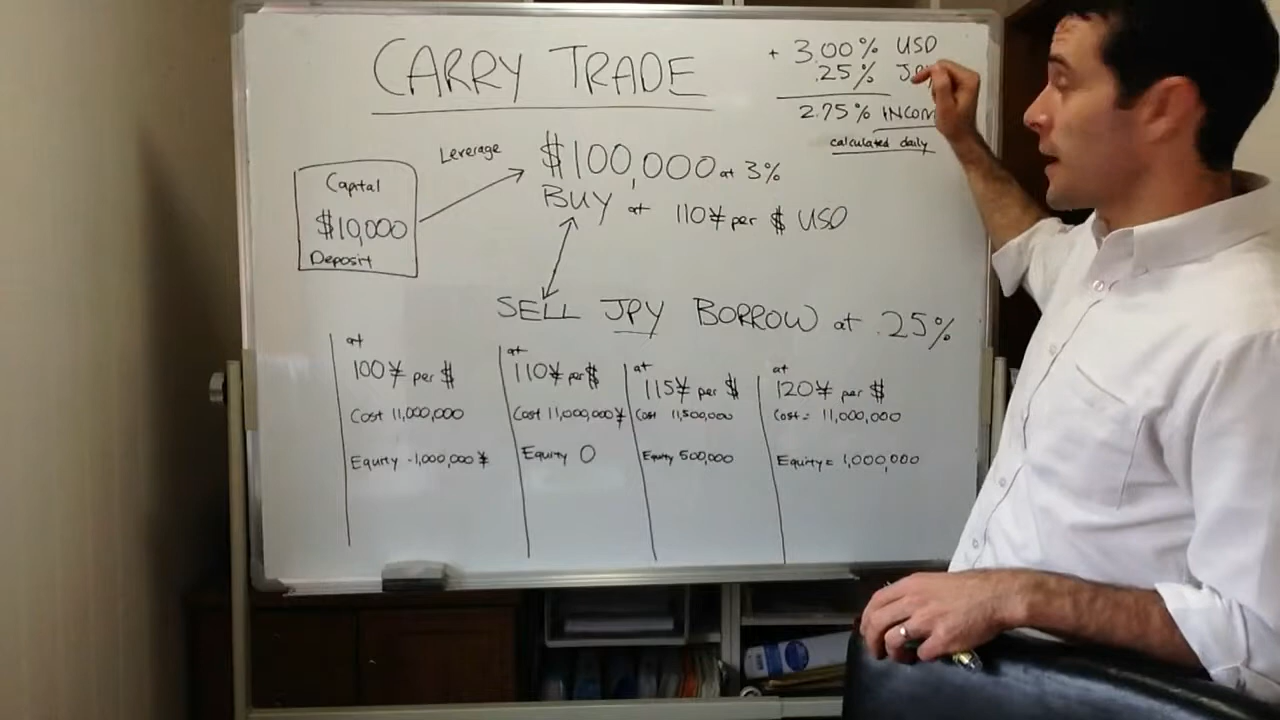 CARRY TRADE
+ 3.00% USD
.25% JPY
2.75% INCOM
calculated daily
Leverage
Capital
$10,000
Deposit
$100,000 at 3%
BUY at 110¥ per $ USD
SELL JPY BORROW at .25%
at
100¥ per $
Cost 11,000,000
Equity -1,000,000¥
at
110¥ per $
Cost 11,000,000¥
Equity 0
at
115¥ per $
Cost 11,500,000
Equity 500,000
at
120¥ per $
Cost = 11,000,000
Equity = 1,000,000